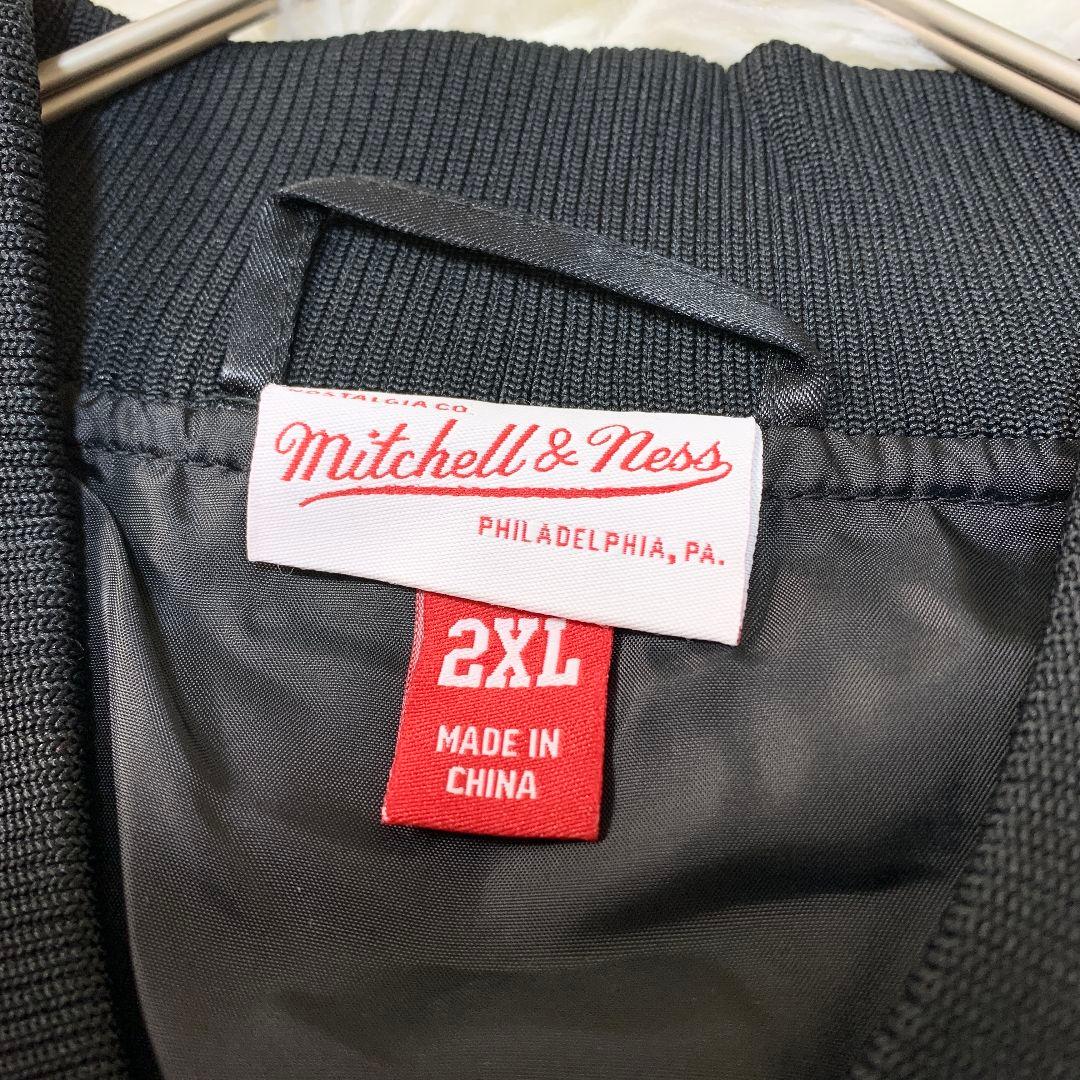 NOSTALGIA CO.
Mitchell & Ness
PHILADELPHIA, PA.
2XL
MADE IN
CHINA